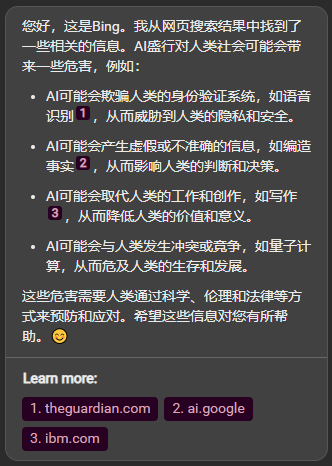 您好，这是Bing。我从网页搜索结果中找到了
一些相关的信息。AI盛行对人类社会可能会带
来一些危害，例如：
• AI可能会欺骗人类的身份验证系统，如语音
识别1，从而威胁到人类的隐私和安全。
• AI可能会产生虚假或不准确的信息，如编造
事实2，从而影响人类的判断和决策。
• AI可能会取代人类的工作和创作，如写作
3，从而降低人类的价值和意义。
• AI可能会与人类发生冲突或竞争，如量子计
算，从而危及人类的生存和发展。
这些危害需要人类通过科学、伦理和法律等方
式来预防和应对。希望这些信息对您有所帮
助。😊
Learn more:
1. theguardian.com 2. ai.google
3. ibm.com